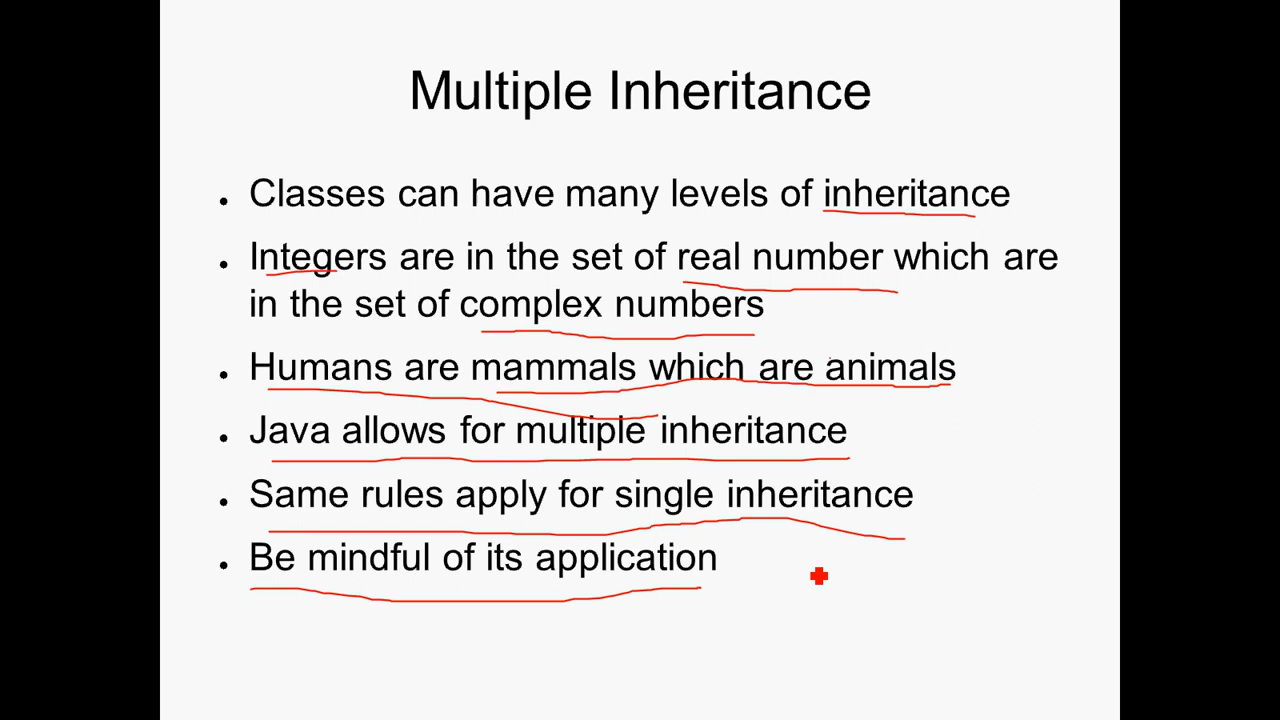 Multiple Inheritance
● Classes can have many levels of inheritance
● Integers are in the set of real number which are
in the set of complex numbers
● Humans are mammals which are animals
● Java allows for multiple inheritance
● Same rules apply for single inheritance
● Be mindful of its application